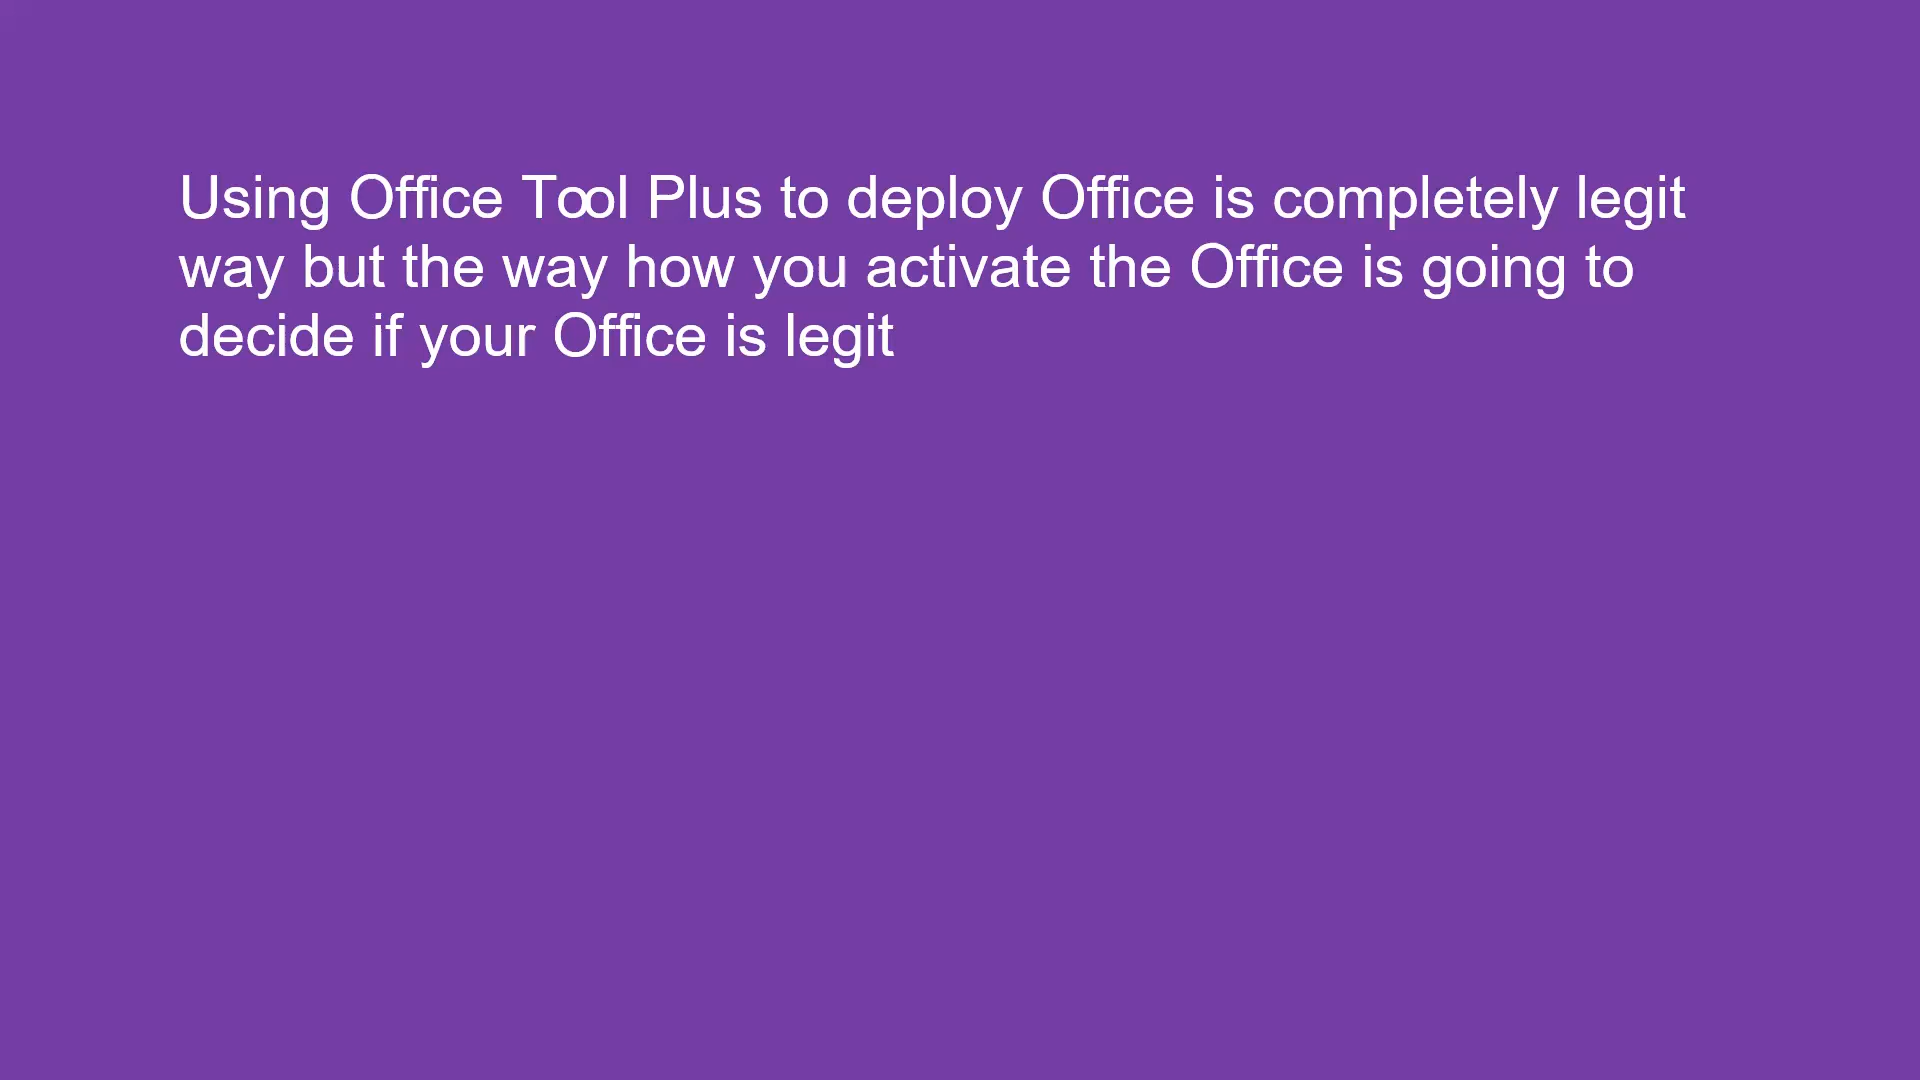 Using Office Tool Plus to deploy Office is completely legit
way but the way how you activate the Office is going to
decide if your Office is legit